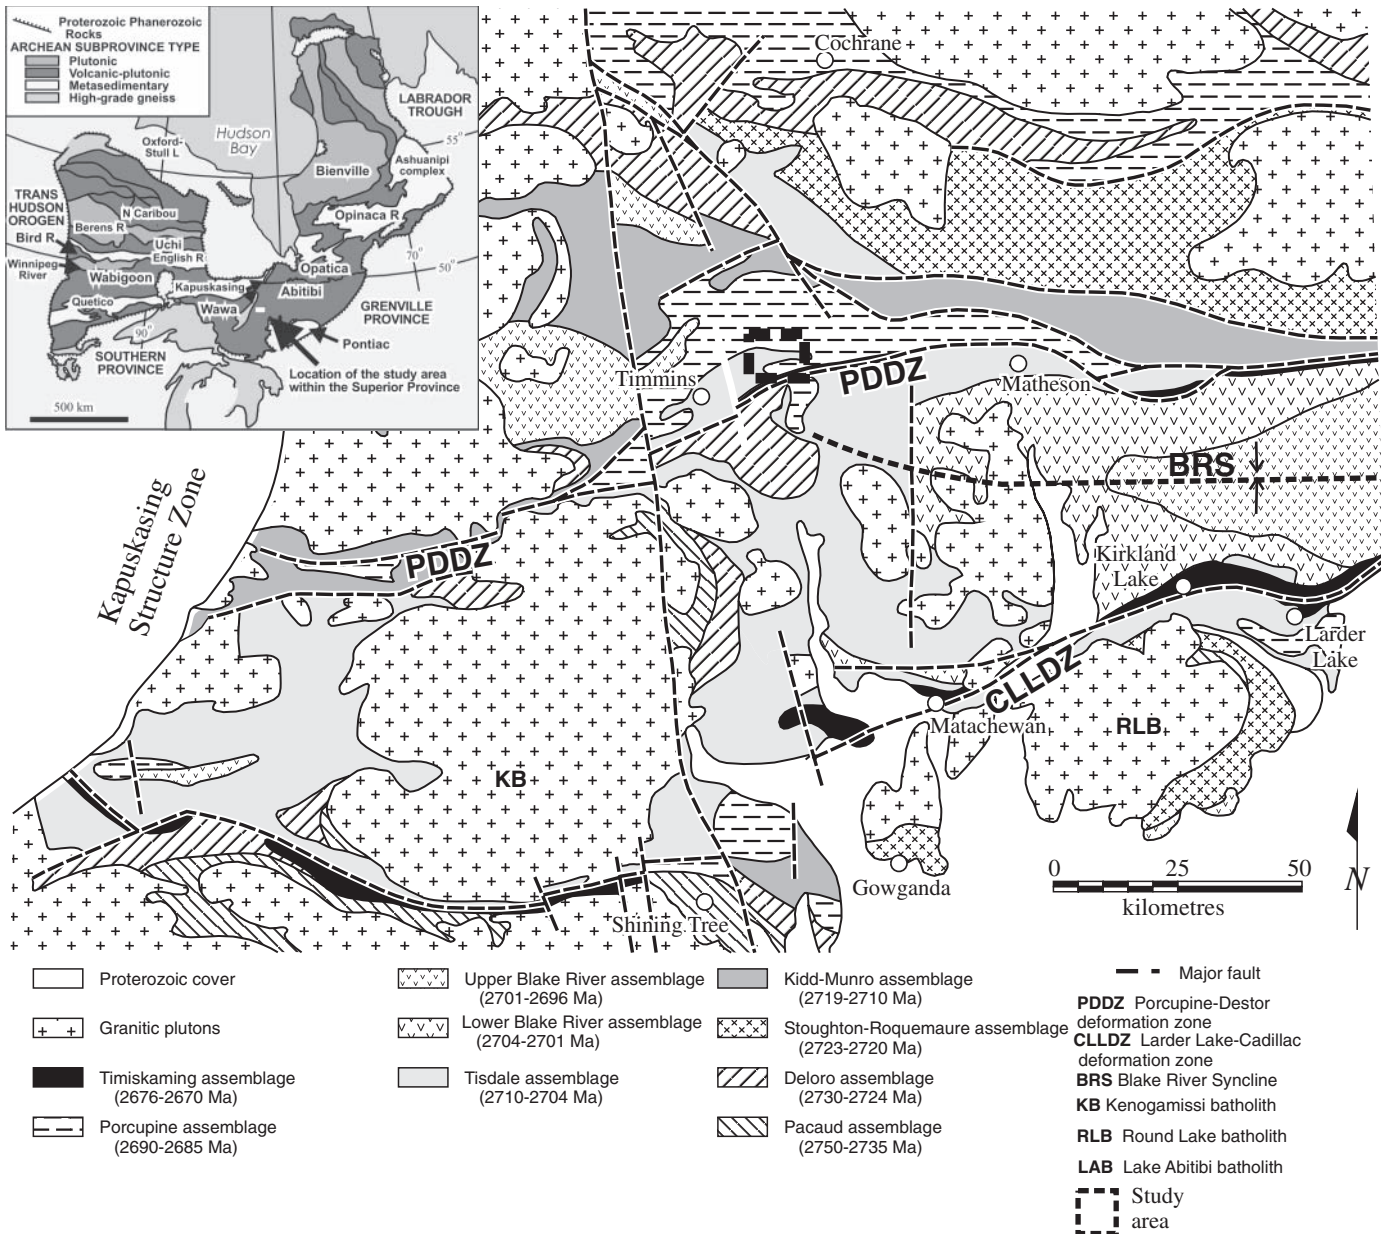 Proterozoic Phanerozoic
Rocks
ARCHEAN SUBPROVINCE TYPE
Plutonic
Volcanic-plutonic
Metasedimentary
High-grade gneiss
Hudson
Bay
LABRADOR
TROUGH
55°
Oxford-
Stull L
Ashuanipi
complex
Bienville
TRANS
HUDSON
OROGEN
N Caribou
Opinaca R
Berens R
Bird R
Uchi
English R
70°
50°
Winnipeg
River
Wabigoon
Opatica
Kapuskasing
Abitibi
Quetico
Wawa
GRENVILLE
PROVINCE
90°
Pontiac
SOUTHERN
PROVINCE
Location of the study area
within the Superior Province
500 km
Cochrane
Timmins
PDDZ
Matheson
BRS
Kapuskasing
Structure Zone
PDDZ
Kirkland
Lake
Larder
Lake
CLLDZ
Matachewan
RLB
KB
Gowganda
Shining Tree
0 25 50
kilometres
N
Proterozoic cover
Granitic plutons
Timiskaming assemblage
(2676-2670 Ma)
Porcupine assemblage
(2690-2685 Ma)
Upper Blake River assemblage
(2701-2696 Ma)
Lower Blake River assemblage
(2704-2701 Ma)
Tisdale assemblage
(2710-2704 Ma)
Kidd-Munro assemblage
(2719-2710 Ma)
Stoughton-Roquemaure assemblage
(2723-2720 Ma)
Deloro assemblage
(2730-2724 Ma)
Pacaud assemblage
(2750-2735 Ma)
Major fault
PDDZ Porcupine-Destor
deformation zone
CLLDZ Larder Lake-Cadillac
deformation zone
BRS Blake River Syncline
KB Kenogamissi batholith
RLB Round Lake batholith
LAB Lake Abitibi batholith
Study
area